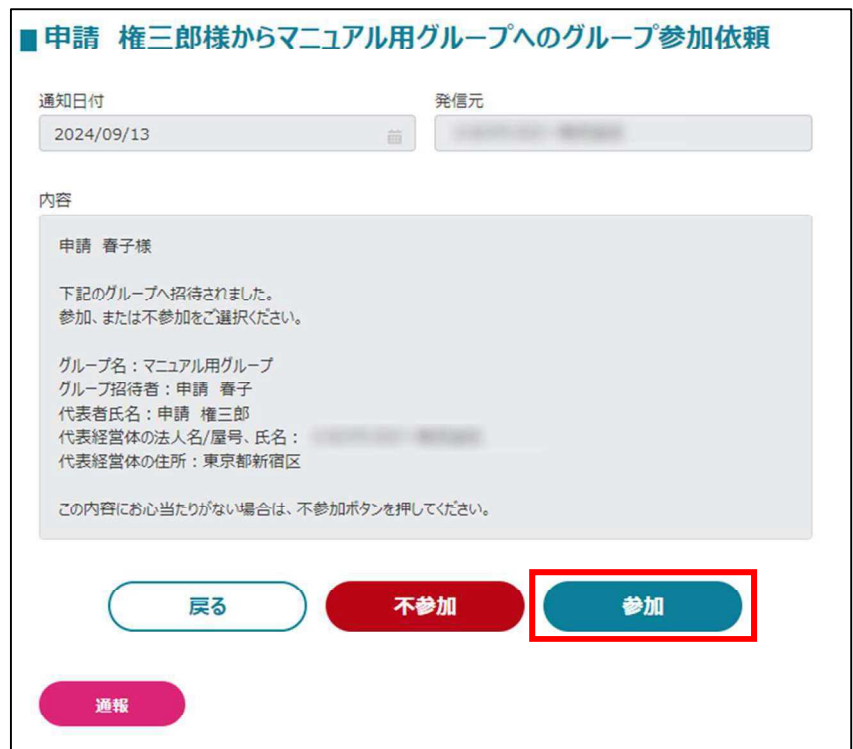 ■申請 権三郎様からマニュアル用グループへのグループ参加依頼
通知日付
発信元
2024/09/13
内容
申請 春子様
下記のグループへ招待されました。
参加、または不参加をご選択ください。
グループ名：マニュアル用グループ
グループ招待者：申請 春子
代表者氏名：申請 権三郎
代表経営体の法人名/屋号、氏名：
代表経営体の住所：東京都新宿区
この内容にお心当たりがない場合は、不参加ボタンを押してください。
戻る
不参加
参加
通報